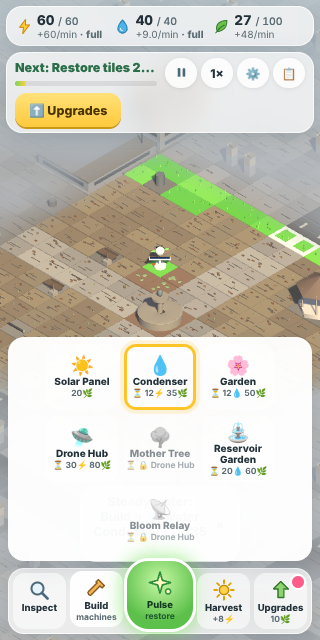 60 / 60
+60/min · full
40 / 40
+9.0/min · full
27 / 100
+48/min
Next: Restore tiles 2...
1×
Upgrades
Solar Panel
20
Condenser
12 35
Garden
12 50
Drone Hub
30 80
Mother Tree
Drone Hub
Reservoir
Garden
20 60
Bloom Relay
Drone Hub
Inspect
Build
machines
Pulse
restore
Harvest
+8
Upgrades
10